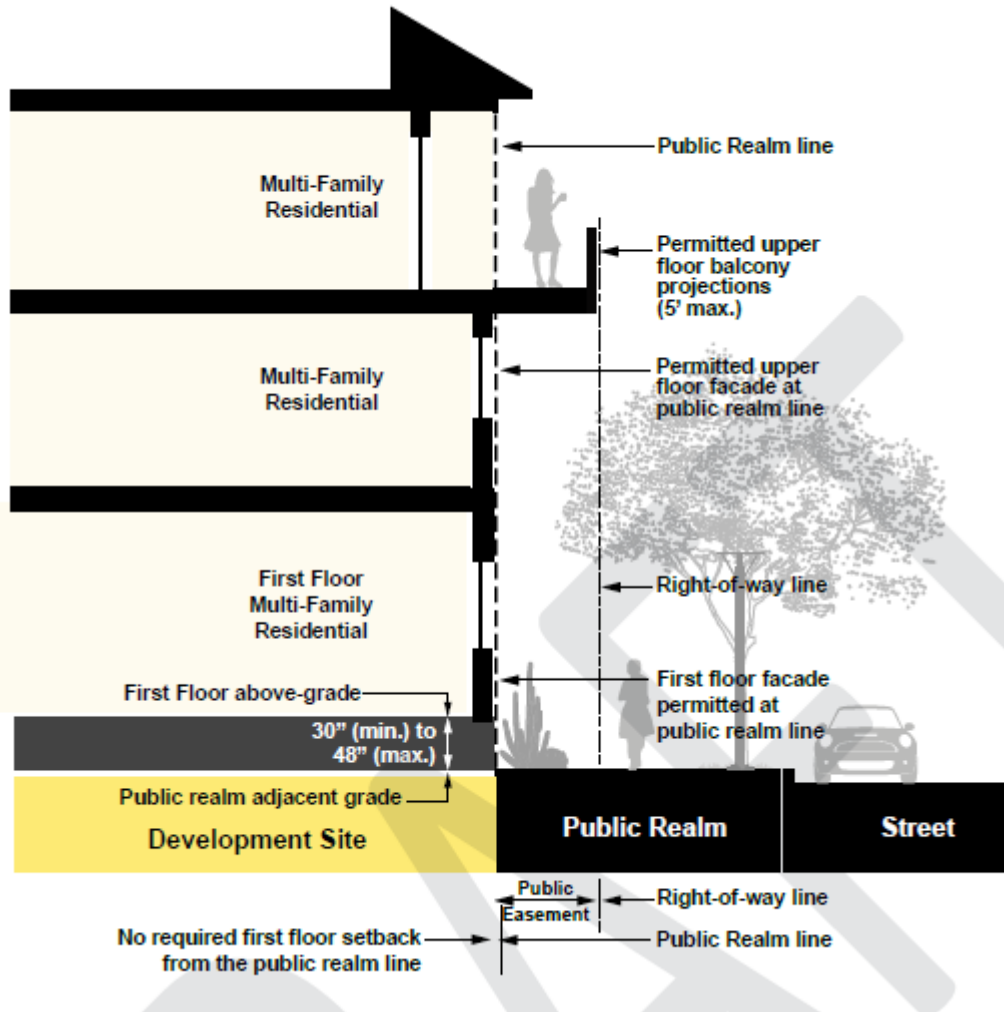 Multi-Family
Residential
Public Realm line
Permitted upper
floor balcony
projections
(5' max.)
Multi-Family
Residential
Permitted upper
floor facade at
public realm line
First Floor
Multi-Family
Residential
Right-of-way line
First Floor above-grade
30” (min.) to
48” (max.)
First floor facade
permitted at
public realm line
Public realm adjacent grade
Development Site
Public Realm
Street
Public
Easement
Right-of-way line
No required first floor setback
from the public realm line
Public Realm line